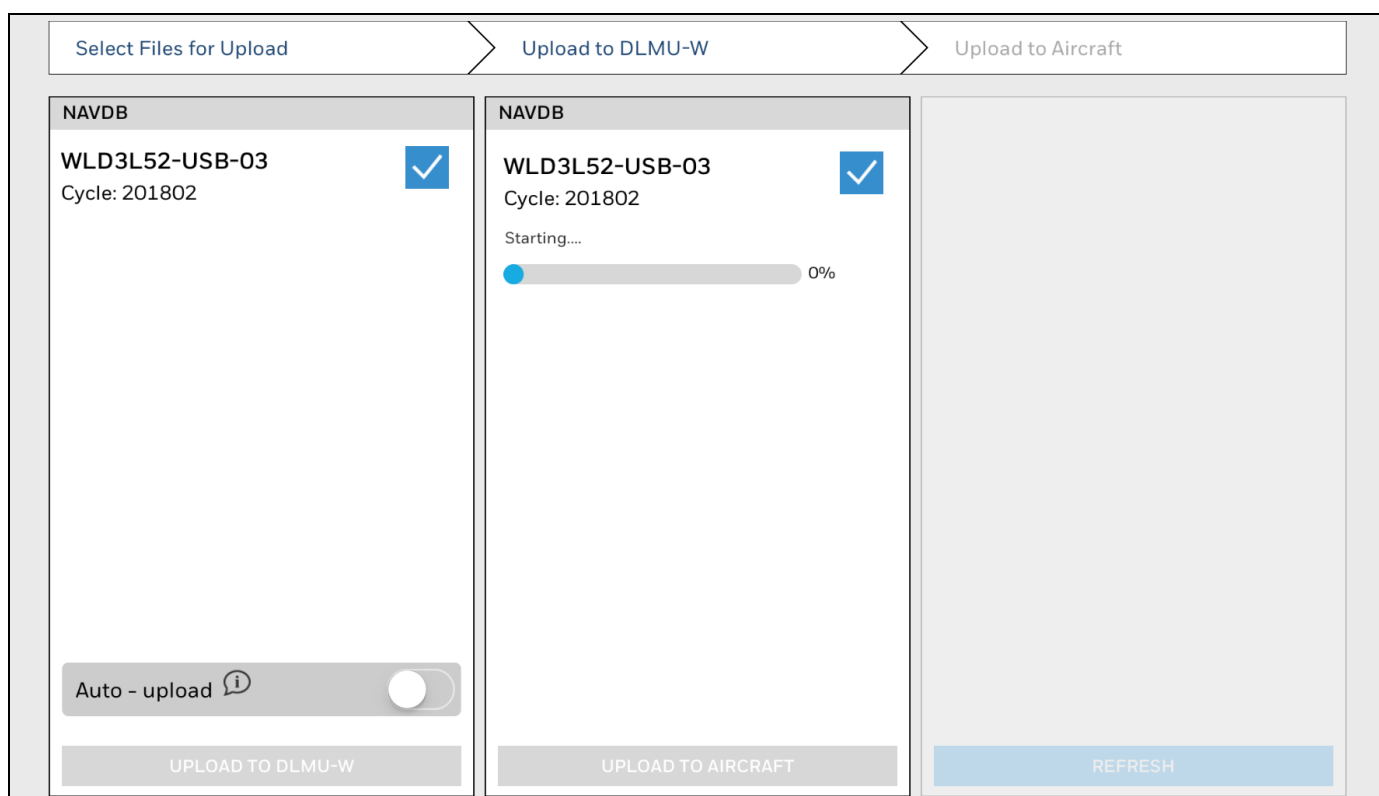 Select Files for Upload
Upload to DLMU-W
Upload to Aircraft
NAVDB
WLD3L52-USB-03
Cycle: 201802
Auto - upload
UPLOAD TO DLMU-W
NAVDB
WLD3L52-USB-03
Cycle: 201802
Starting....
0%
UPLOAD TO AIRCRAFT
REFRESH